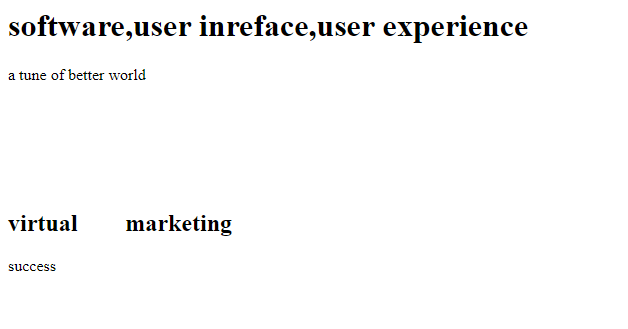 software,user inreface,user experience
a tune of better world
virtual marketing
success